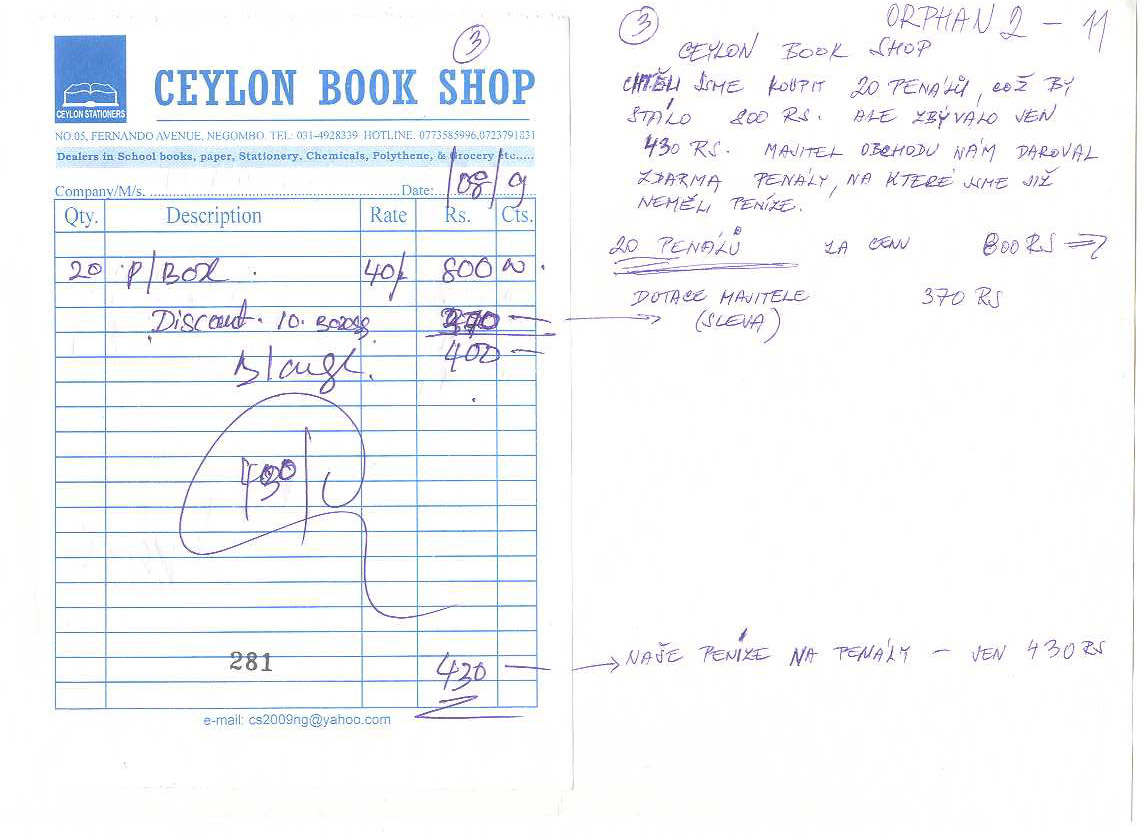 3
CEYLON BOOK SHOP
CEYLON STATIONERS
NO.05, FERNANDO AVENUE, NEGOMBO. TEL: 031-4928339 HOTLINE: 0773585996,0723791831
Dealers in School books, paper, Stationery, Chemicals, Polythene, & Grocery etc.....
Company/M/s. Date: 08/9
Qty. Description Rate Rs. Cts.
20 P/BOX 40/- 800 00
Discount. 10. Boxes 370
400
430/
281
430
e-mail: cs2009ng@yahoo.com
3
ORPHAN 2 - 11
CEYLON BOOK SHOP
CHTĚLI JSME KOUPIT 20 PENÁLŮ, COŽ BY
STÁLO 800 RS. ALE ZBÝVALO JEN
430 RS. MAJITEL OBCHODU NÁM DAROVAL
ZDARMA PENÁLY, NA KTERÉ JSME JIŽ
NEMĚLI PENÍZE.
20 PENÁLŮ ZA CENU 800 RS
DOTACE MAJITELE 370 RS
(SLEVA)
NAŠE PENÍZE NA PENÁLY - JEN 430 RS